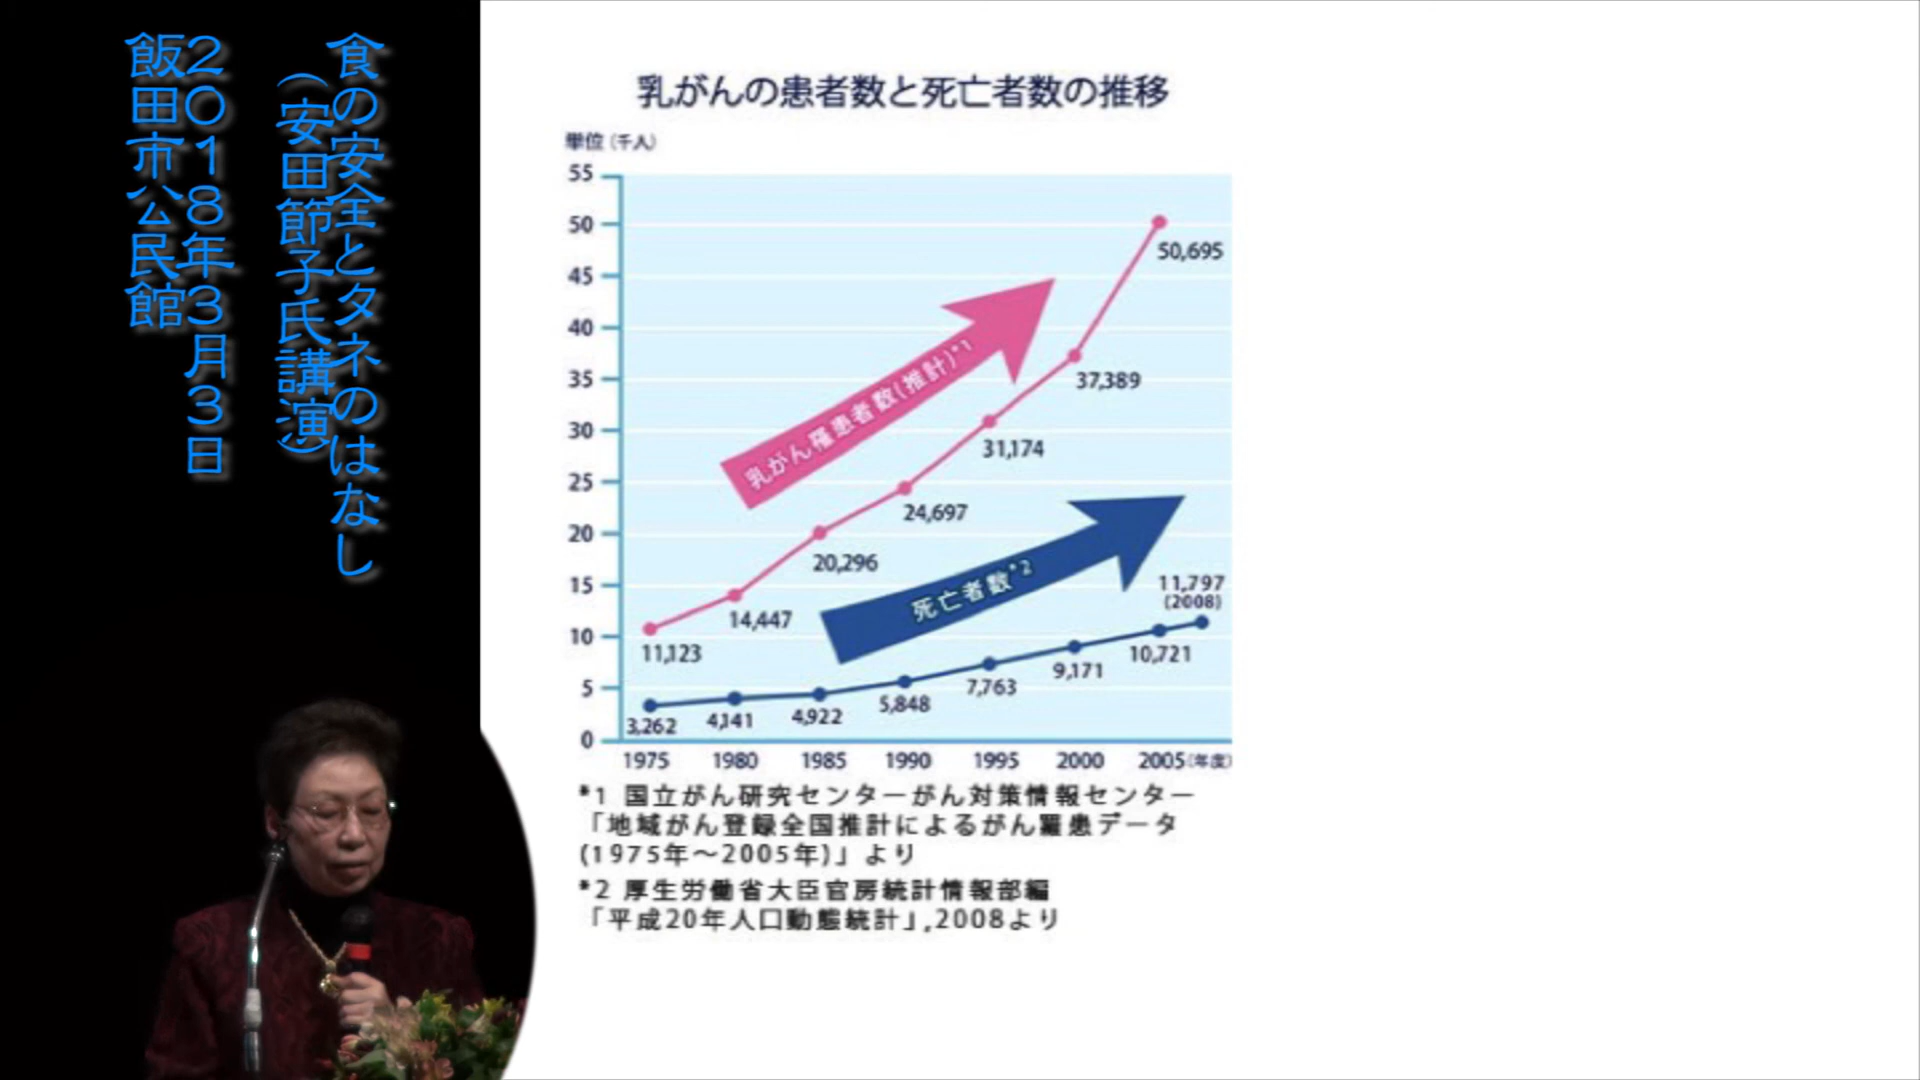 食の安全とタネのはなし
（安田節子氏講演）
２０１８年３月３日
飯田市公民館
乳がんの患者数と死亡者数の推移
単位（千人）
55
50
45
40
35
30
25
20
15
10
5
0
乳がん罹患者数(推計)*1
50,695
37,389
31,174
24,697
20,296
14,447
11,123
死亡者数*2
11,797
(2008)
10,721
9,171
7,763
5,848
4,922
4,141
3,262
1975 1980 1985 1990 1995 2000 2005(年度)
*1 国立がん研究センターがん対策情報センター
「地域がん登録全国推計によるがん罹患データ
(1975年～2005年)」より
*2 厚生労働省大臣官房統計情報部編
「平成20年人口動態統計」,2008より